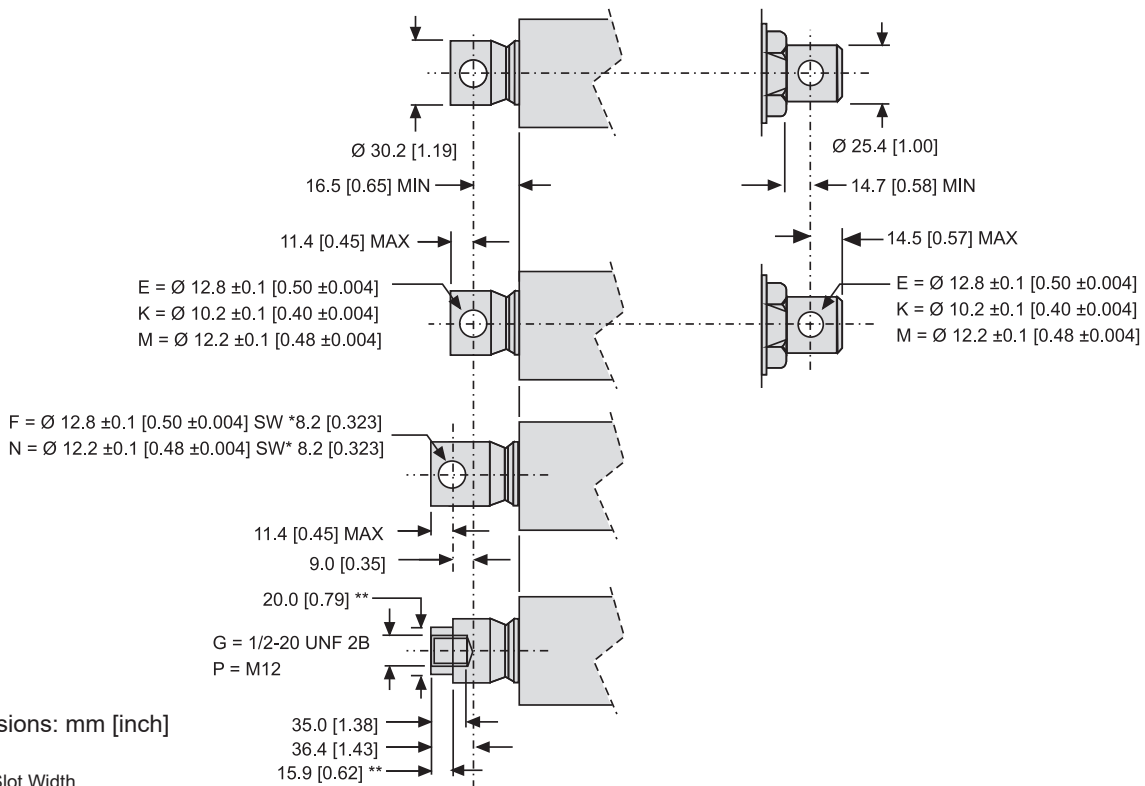 Ø 30.2 [1.19]
Ø 25.4 [1.00]
16.5 [0.65] MIN
14.7 [0.58] MIN
11.4 [0.45] MAX
14.5 [0.57] MAX
E = Ø 12.8 ±0.1 [0.50 ±0.004]
K = Ø 10.2 ±0.1 [0.40 ±0.004]
M = Ø 12.2 ±0.1 [0.48 ±0.004]
E = Ø 12.8 ±0.1 [0.50 ±0.004]
K = Ø 10.2 ±0.1 [0.40 ±0.004]
M = Ø 12.2 ±0.1 [0.48 ±0.004]
F = Ø 12.8 ±0.1 [0.50 ±0.004] SW *8.2 [0.323]
N = Ø 12.2 ±0.1 [0.48 ±0.004] SW* 8.2 [0.323]
11.4 [0.45] MAX
9.0 [0.35]
20.0 [0.79] **
G = 1/2-20 UNF 2B
P = M12
35.0 [1.38]
36.4 [1.43]
15.9 [0.62] **
sions: mm [inch]
Slot Width